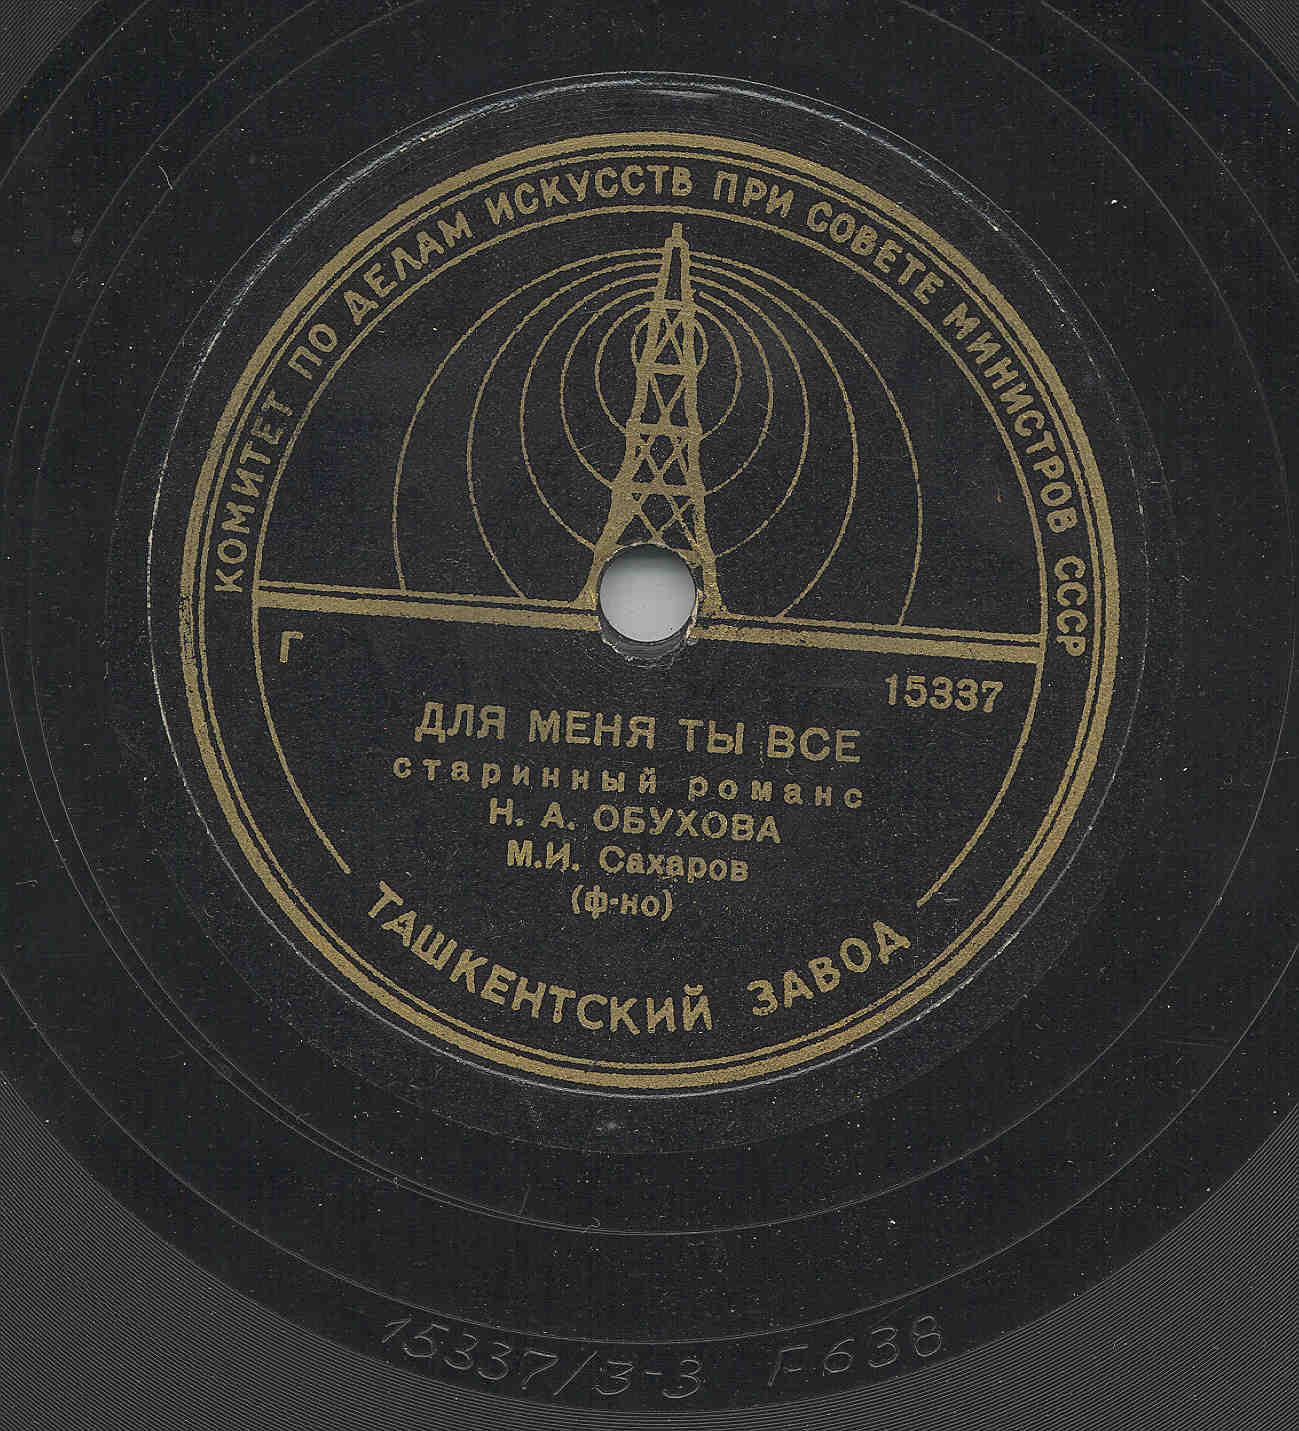 КОМИТЕТ ПО ДЕЛАМ ИСКУССТВ ПРИ СОВЕТЕ МИНИСТРОВ СССР
Г
15337
ДЛЯ МЕНЯ ТЫ ВСЕ
старинный романс
Н. А. ОБУХОВА
М.И. Сахаров
(ф-но)
ТАШКЕНТСКИЙ ЗАВОД
15337/3-3 Г638